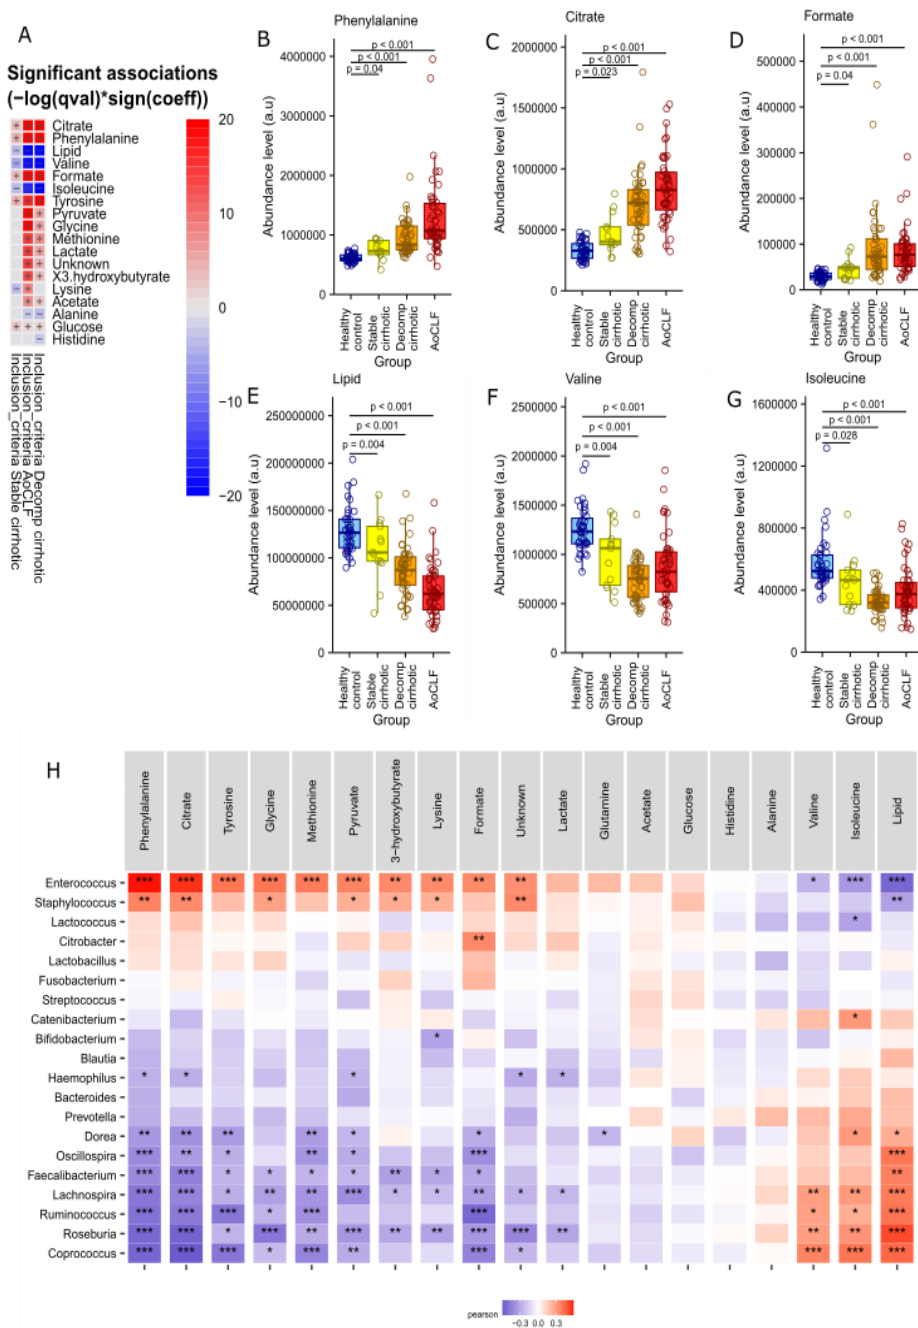 A
Significant associations
(−log(qval)*sign(coeff))
Citrate
Phenylalanine
Lipid
Valine
Formate
Isoleucine
Tyrosine
Pyruvate
Glycine
Methionine
Lactate
Unknown
X3.hydroxybutyrate
Lysine
Acetate
Alanine
Glucose
Histidine
20
10
0
−10
−20
Inclusion_criteria Stable cirrhotic
Inclusion_criteria AoCLF
Inclusion_criteria Decomp cirrhotic
B
Phenylalanine
Abundance level (a.u)
4000000
3000000
2000000
1000000
0
p < 0.001
p < 0.001
p = 0.04
Healthy control
Stable cirrhotic
Decomp cirrhotic
AoCLF
Group
C
Citrate
Abundance level (a.u)
2000000
1500000
1000000
500000
0
p < 0.001
p < 0.001
p = 0.023
Healthy control
Stable cirrhotic
Decomp cirrhotic
AoCLF
Group
D
Formate
Abundance level (a.u)
500000
400000
300000
200000
100000
0
p < 0.001
p < 0.001
p = 0.04
Healthy control
Stable cirrhotic
Decomp cirrhotic
AoCLF
Group
E
Lipid
Abundance level (a.u)
250000000
200000000
150000000
100000000
50000000
0
p < 0.001
p < 0.001
p = 0.004
Healthy control
Stable cirrhotic
Decomp cirrhotic
AoCLF
Group
F
Valine
Abundance level (a.u)
2500000
2000000
1500000
1000000
500000
0
p < 0.001
p < 0.001
p = 0.004
Healthy control
Stable cirrhotic
Decomp cirrhotic
AoCLF
Group
G
Isoleucine
Abundance level (a.u)
1600000
1200000
800000
400000
0
p < 0.001
p < 0.001
p = 0.028
Healthy control
Stable cirrhotic
Decomp cirrhotic
AoCLF
Group
H
Phenylalanine
Citrate
Tyrosine
Glycine
Methionine
Pyruvate
3−hydroxybutyrate
Lysine
Formate
Unknown
Lactate
Glutamine
Acetate
Glucose
Histidine
Alanine
Valine
Isoleucine
Lipid
Enterococcus *** *** *** *** *** *** ** ** ** ** * *** ***
Staphylococcus ** ** * * * * ** **
Lactococcus *
Citrobacter **
Lactobacillus
Fusobacterium
Streptococcus
Catenibacterium *
Bifidobacterium *
Blautia
Haemophilus * * * * *
Bacteroides
Prevotella
Dorea ** ** ** ** * * * * *
Oscillospira *** ** * ** * *** ***
Faecalibacterium *** *** * * * * ** * * **
Lachnospira *** *** * ** ** *** * * ** * * ** ** ***
Ruminococcus *** *** *** * *** *** * * ***
Roseburia *** *** * *** ** *** ** ** *** *** ** ** ** ***
Coprococcus *** *** *** * *** ** *** * *** *** ***
pearson
−0.3 0.0 0.3